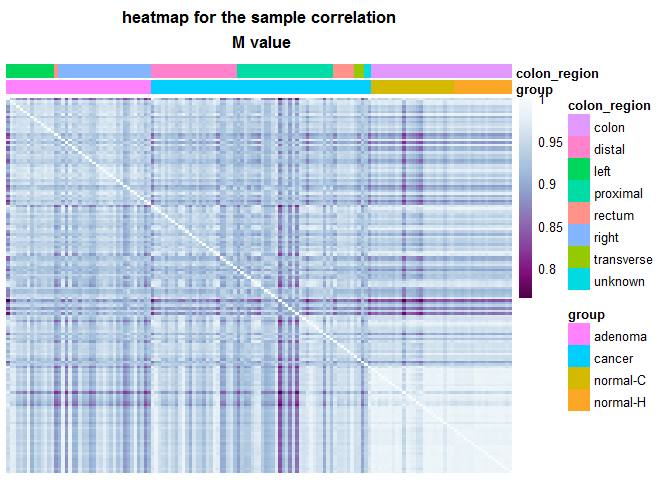 heatmap for the sample correlation
M value
colon_region
group
1
0.95
0.9
0.85
0.8
colon_region
colon
distal
left
proximal
rectum
right
transverse
unknown
group
adenoma
cancer
normal-C
normal-H